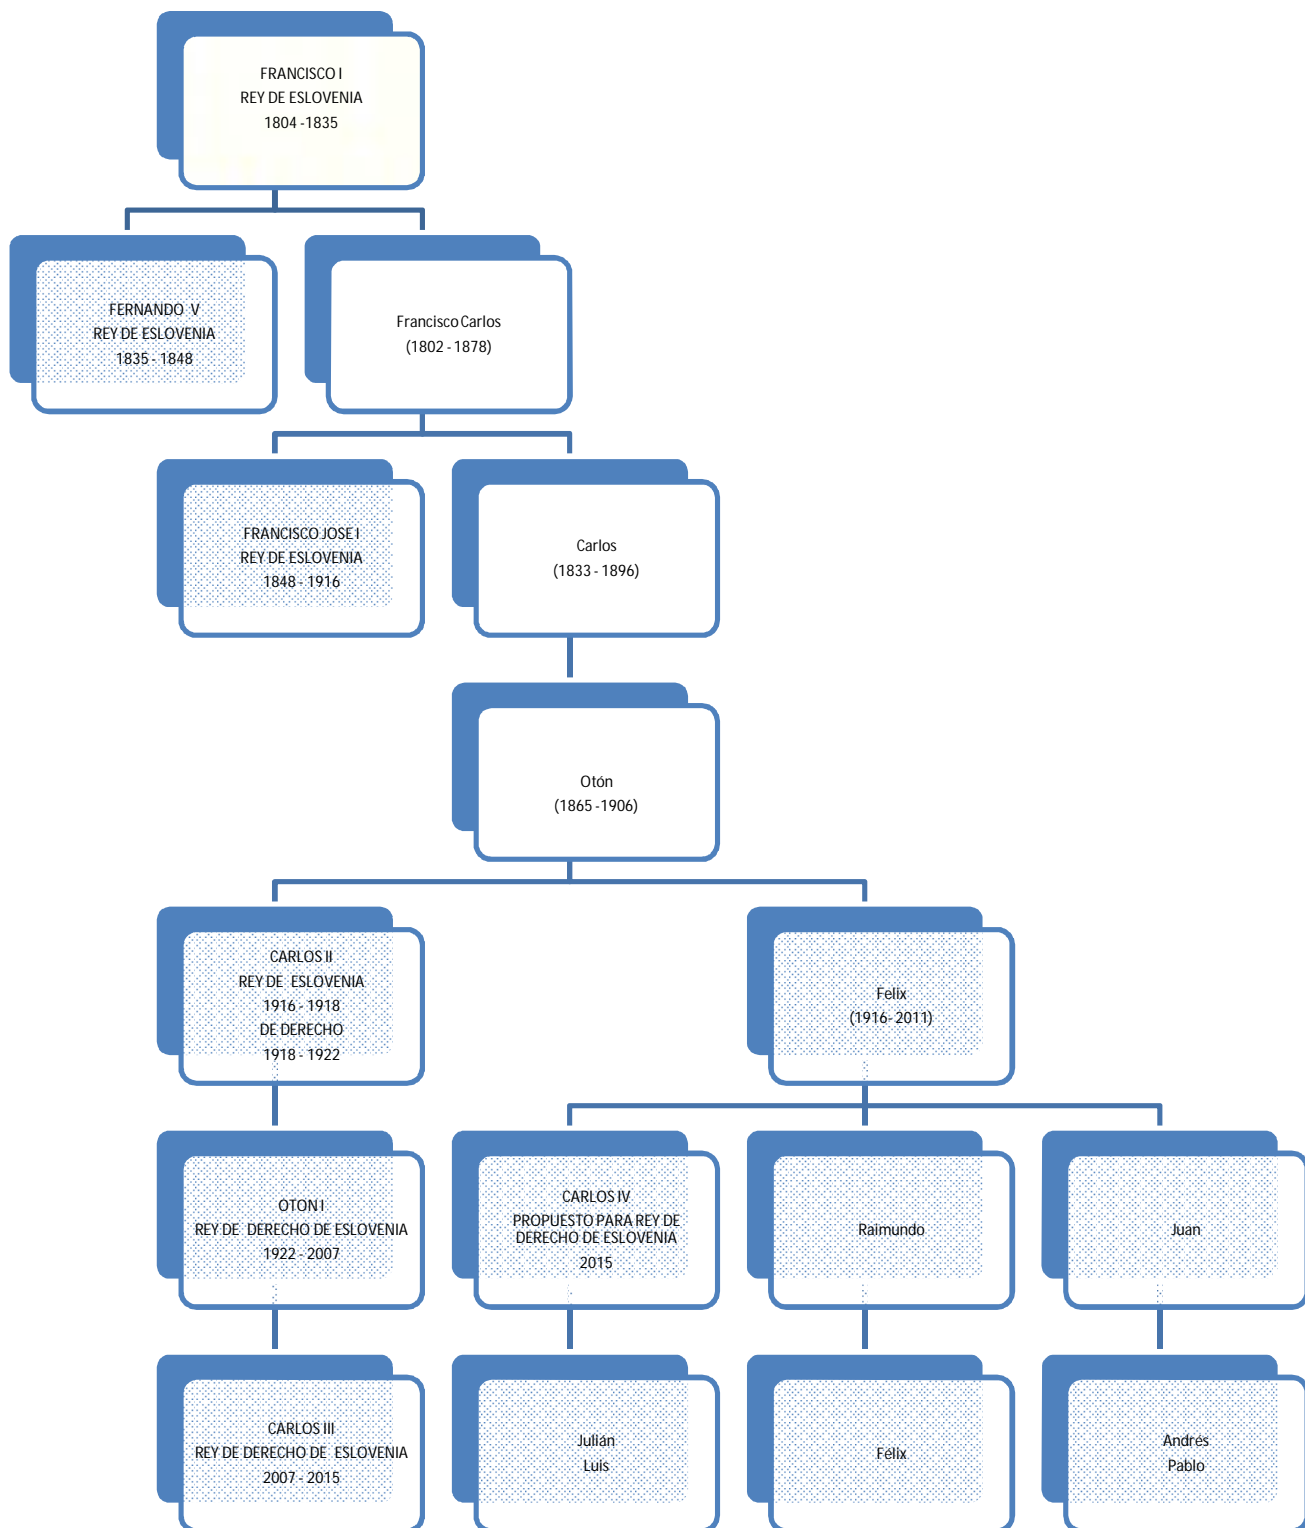 FRANCISCO I
REY DE ESLOVENIA
1804 -1835
FERNANDO V
REY DE ESLOVENIA
1835 - 1848
Francisco Carlos
(1802 - 1878)
FRANCISCO JOSE I
REY DE ESLOVENIA
1848 - 1916
Carlos
(1833 - 1896)
Otón
(1865 -1906)
CARLOS II
REY DE ESLOVENIA
1916 - 1918
DE DERECHO
1918 - 1922
Felix
(1916- 2011)
OTON I
REY DE DERECHO DE ESLOVENIA
1922 - 2007
CARLOS IV
PROPUESTO PARA REY DE
DERECHO DE ESLOVENIA
2015
Raimundo
Juan
CARLOS III
REY DE DERECHO DE ESLOVENIA
2007 - 2015
Julián
Luis
Félix
Andrés
Pablo